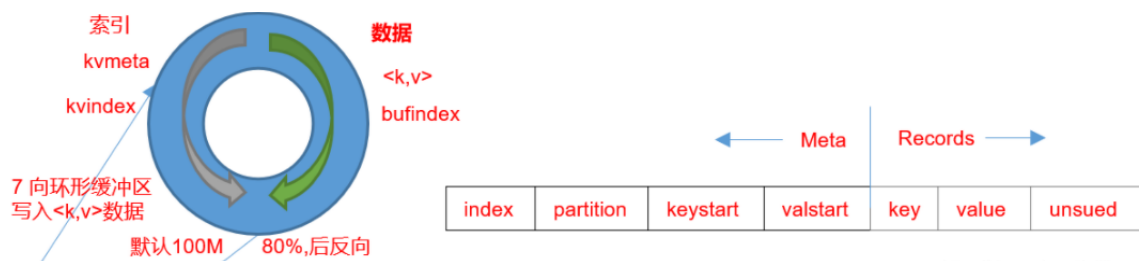 索引
kvmeta
kvindex
数据
<k,v>
bufindex
7 向环形缓冲区
写入<k,v>数据
默认100M
80%,后反向
Meta
Records
index
partition
keystart
valstart
key
value
unsued